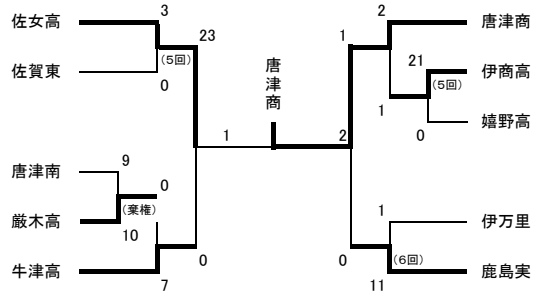 佐女高
3
23
佐賀東
(5回)
0
唐津南
9
0
厳木高
(棄権)
10
牛津高
7
0
1
唐津商
2
1
2
唐津商
21
伊商高
(5回)
1
0
嬉野高
1
伊万里
0
(6回)
鹿島実
11